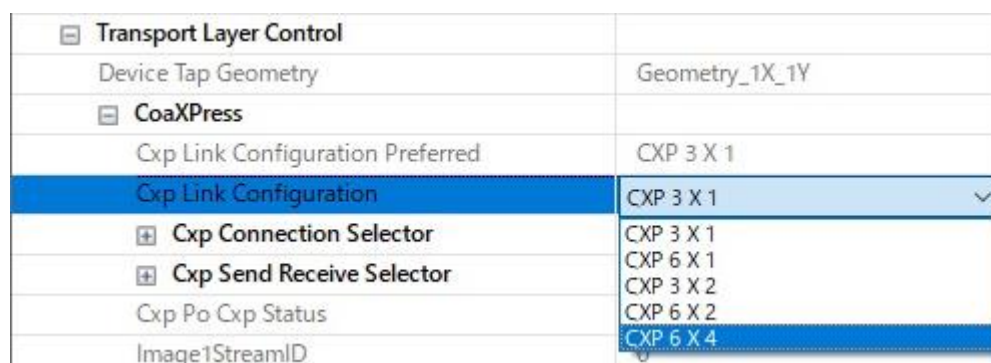 Transport Layer Control
Device Tap Geometry Geometry_1X_1Y
CoaXPress
Cxp Link Configuration Preferred CXP 3 X 1
Cxp Link Configuration CXP 3 X 1
Cxp Connection Selector CXP 3 X 1
CXP 6 X 1
Cxp Send Receive Selector CXP 3 X 2
Cxp Po Cxp Status CXP 6 X 2
Image1StreamID CXP 6 X 4